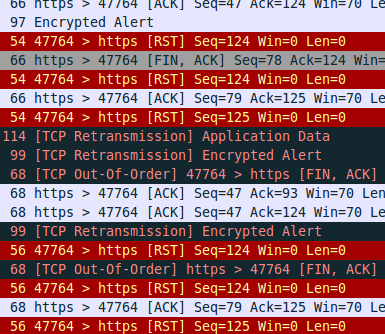 66 https > 47764 [ACK] Seq=47 Ack=124 Win=70 L
97 Encrypted Alert
54 47764 > https [RST] Seq=124 Win=0 Len=0
66 https > 47764 [FIN, ACK] Seq=78 Ack=124 Win=
54 47764 > https [RST] Seq=124 Win=0 Len=0
66 https > 47764 [ACK] Seq=79 Ack=125 Win=70 L
54 47764 > https [RST] Seq=125 Win=0 Len=0
114 [TCP Retransmission] Application Data
99 [TCP Retransmission] Encrypted Alert
68 [TCP Out-Of-Order] 47764 > https [FIN, ACK]
68 https > 47764 [ACK] Seq=47 Ack=93 Win=70 Le
68 https > 47764 [ACK] Seq=47 Ack=124 Win=70 L
99 [TCP Retransmission] Encrypted Alert
56 47764 > https [RST] Seq=124 Win=0 Len=0
68 [TCP Out-Of-Order] https > 47764 [FIN, ACK]
56 47764 > https [RST] Seq=124 Win=0 Len=0
68 https > 47764 [ACK] Seq=79 Ack=125 Win=70 L
56 47764 > https [RST] Seq=125 Win=0 Len=0